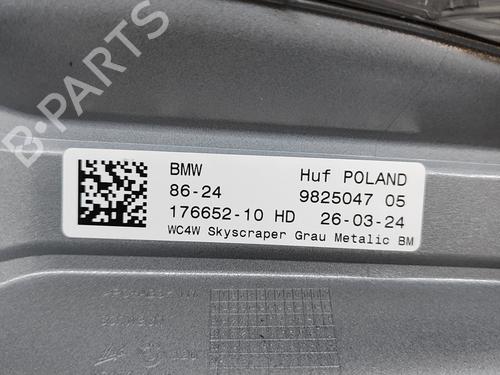 B-PARTS
BMW Huf POLAND
86-24 9825047 05
176652-10 HD 26-03-24
WC4W Skyscraper Grau Metalic BM